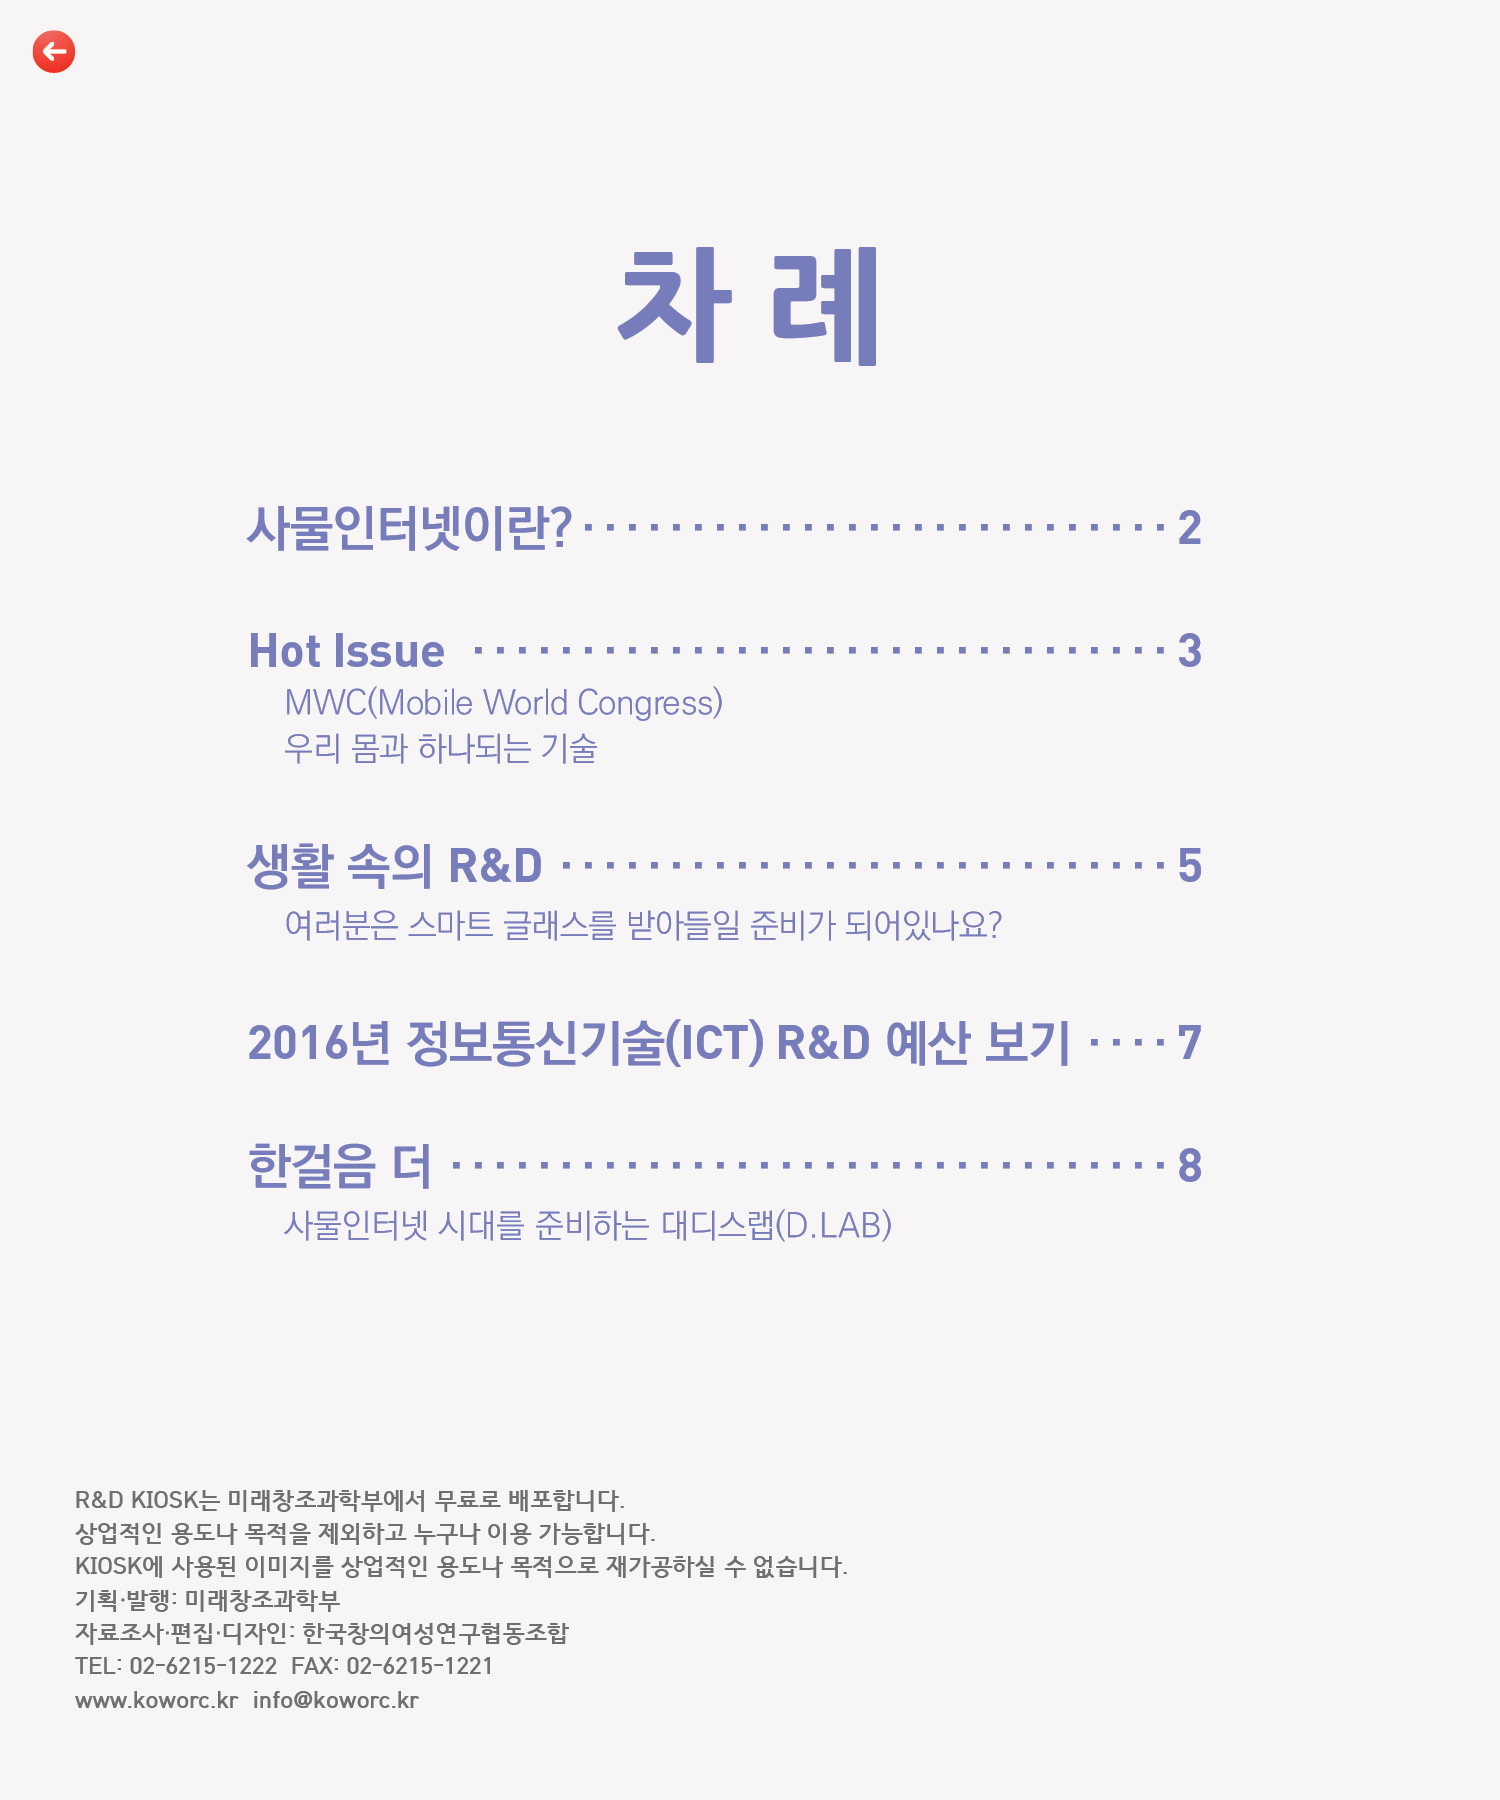 차 례
사물인터넷이란? ··························· 2
Hot Issue ································ 3
MWC(Mobile World Congress)
우리 몸과 하나되는 기술
생활 속의 R&D ···························· 5
여러분은 스마트 글래스를 받아들일 준비가 되어있나요?
2016년 정보통신기술(ICT) R&D 예산 보기 ···· 7
한걸음 더 ································· 8
사물인터넷 시대를 준비하는 대디스랩(D.LAB)
R&D KIOSK는 미래창조과학부에서 무료로 배포합니다.
상업적인 용도나 목적을 제외하고 누구나 이용 가능합니다.
KIOSK에 사용된 이미지를 상업적인 용도나 목적으로 재가공하실 수 없습니다.
기획·발행: 미래창조과학부
자료조사·편집·디자인: 한국창의여성연구협동조합
TEL: 02-6215-1222 FAX: 02-6215-1221
www.koworc.kr info@koworc.kr